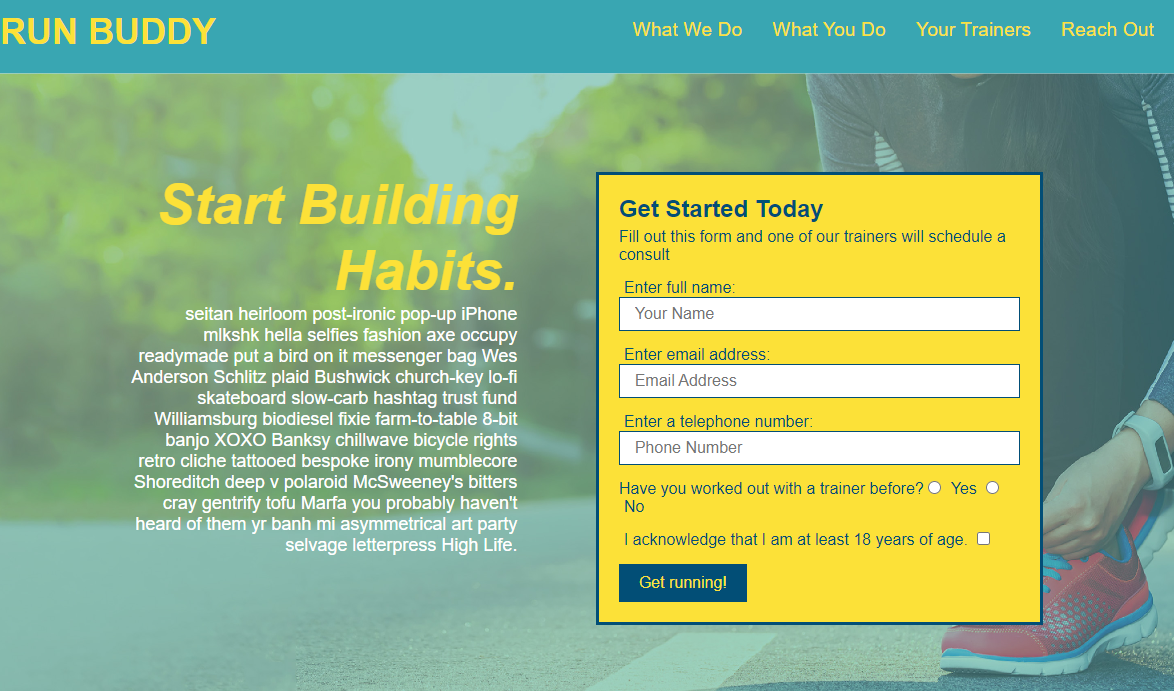 RUN BUDDY
What We Do What You Do Your Trainers Reach Out
Start Building
Habits.
seitan heirloom post-ironic pop-up iPhone
mlkshk hella selfies fashion axe occupy
readymade put a bird on it messenger bag Wes
Anderson Schlitz plaid Bushwick church-key lo-fi
skateboard slow-carb hashtag trust fund
Williamsburg biodiesel fixie farm-to-table 8-bit
banjo XOXO Banksy chillwave bicycle rights
retro cliche tattooed bespoke irony mumblecore
Shoreditch deep v polaroid McSweeney's bitters
cray gentrify tofu Marfa you probably haven't
heard of them yr banh mi asymmetrical art party
selvage letterpress High Life.
Get Started Today
Fill out this form and one of our trainers will schedule a
consult
Enter full name:
Your Name
Enter email address:
Email Address
Enter a telephone number:
Phone Number
Have you worked out with a trainer before? Yes
No
I acknowledge that I am at least 18 years of age.
Get running!